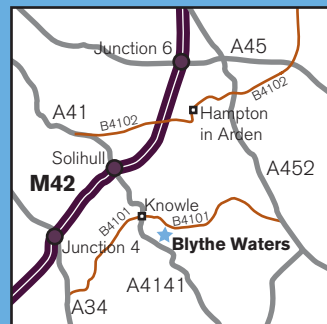 Junction 6
A45
B4102
A41
B4102
Hampton
in Arden
Solihull
A452
M42
Knowle
B4101
B4101
Blythe Waters
Junction 4
A4141
A34